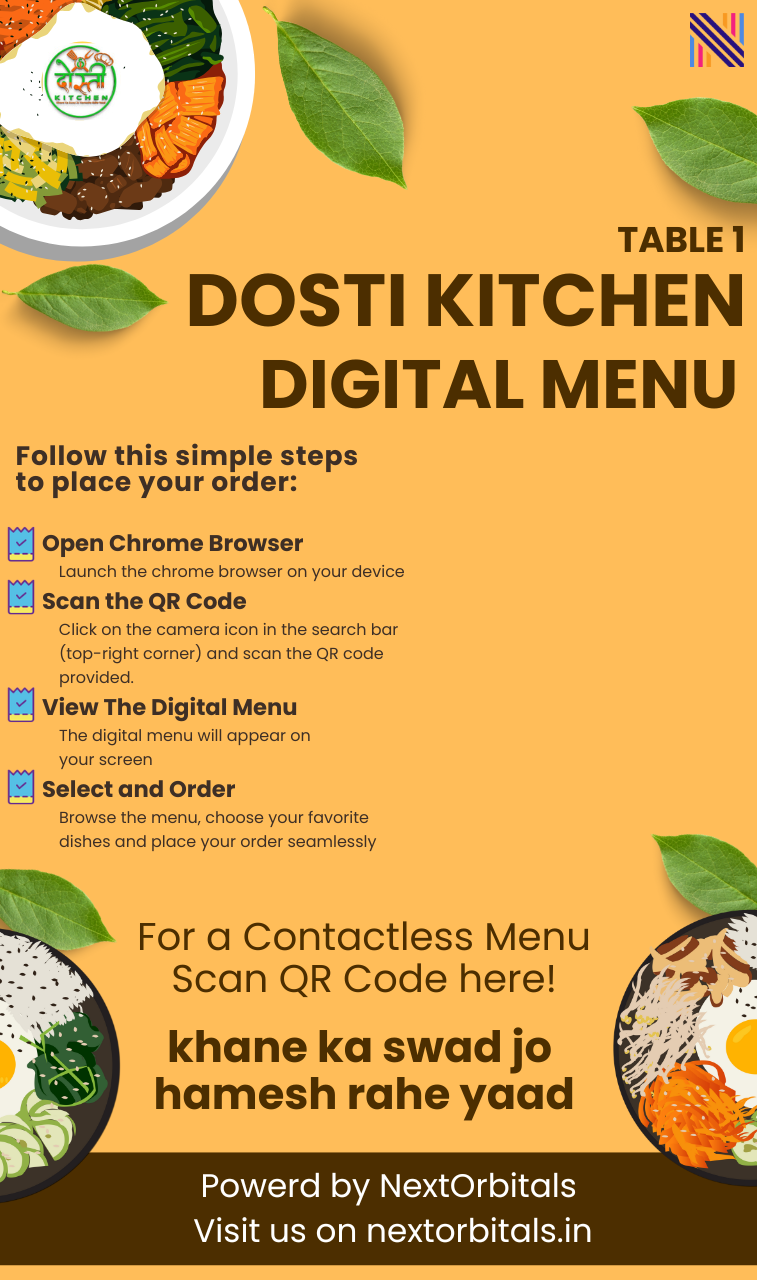 दोस्ती
KITCHEN
TABLE 1
DOSTI KITCHEN
DIGITAL MENU
Follow this simple steps
to place your order:
Open Chrome Browser
Launch the chrome browser on your device
Scan the QR Code
Click on the camera icon in the search bar
(top-right corner) and scan the QR code
provided.
View The Digital Menu
The digital menu will appear on
your screen
Select and Order
Browse the menu, choose your favorite
dishes and place your order seamlessly
For a Contactless Menu
Scan QR Code here!
khane ka swad jo
hamesh rahe yaad
Powerd by NextOrbitals
Visit us on nextorbitals.in